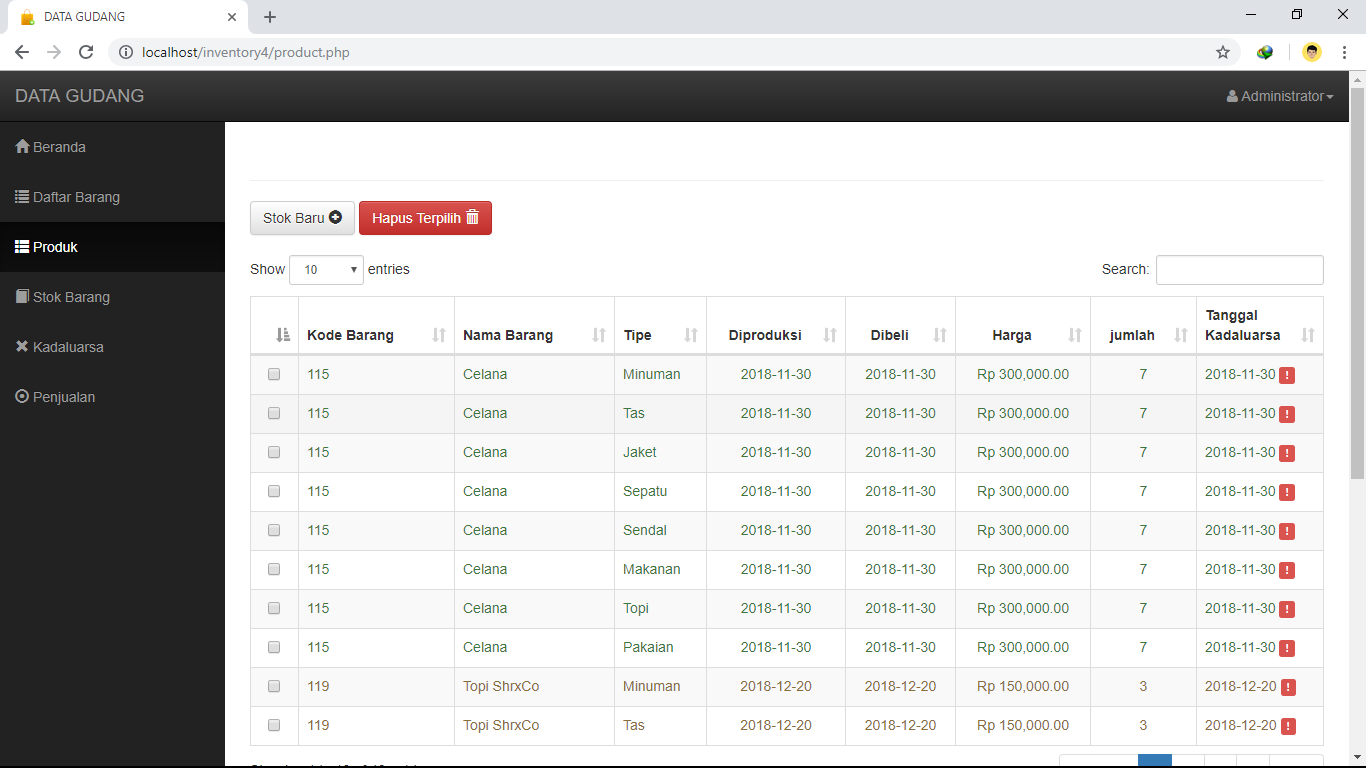 DATA GUDANG
localhost/inventory4/product.php
DATA GUDANG
Administrator
Beranda
Daftar Barang
Produk
Stok Barang
Kadaluarsa
Penjualan
Stok Baru
Hapus Terpilih
Show 10 entries
Search:
Kode Barang Nama Barang Tipe Diproduksi Dibeli Harga jumlah Tanggal Kadaluarsa
115 Celana Minuman 2018-11-30 2018-11-30 Rp 300,000.00 7 2018-11-30 !
115 Celana Tas 2018-11-30 2018-11-30 Rp 300,000.00 7 2018-11-30 !
115 Celana Jaket 2018-11-30 2018-11-30 Rp 300,000.00 7 2018-11-30 !
115 Celana Sepatu 2018-11-30 2018-11-30 Rp 300,000.00 7 2018-11-30 !
115 Celana Sendal 2018-11-30 2018-11-30 Rp 300,000.00 7 2018-11-30 !
115 Celana Makanan 2018-11-30 2018-11-30 Rp 300,000.00 7 2018-11-30 !
115 Celana Topi 2018-11-30 2018-11-30 Rp 300,000.00 7 2018-11-30 !
115 Celana Pakaian 2018-11-30 2018-11-30 Rp 300,000.00 7 2018-11-30 !
119 Topi ShrxCo Minuman 2018-12-20 2018-12-20 Rp 150,000.00 3 2018-12-20 !
119 Topi ShrxCo Tas 2018-12-20 2018-12-20 Rp 150,000.00 3 2018-12-20 !